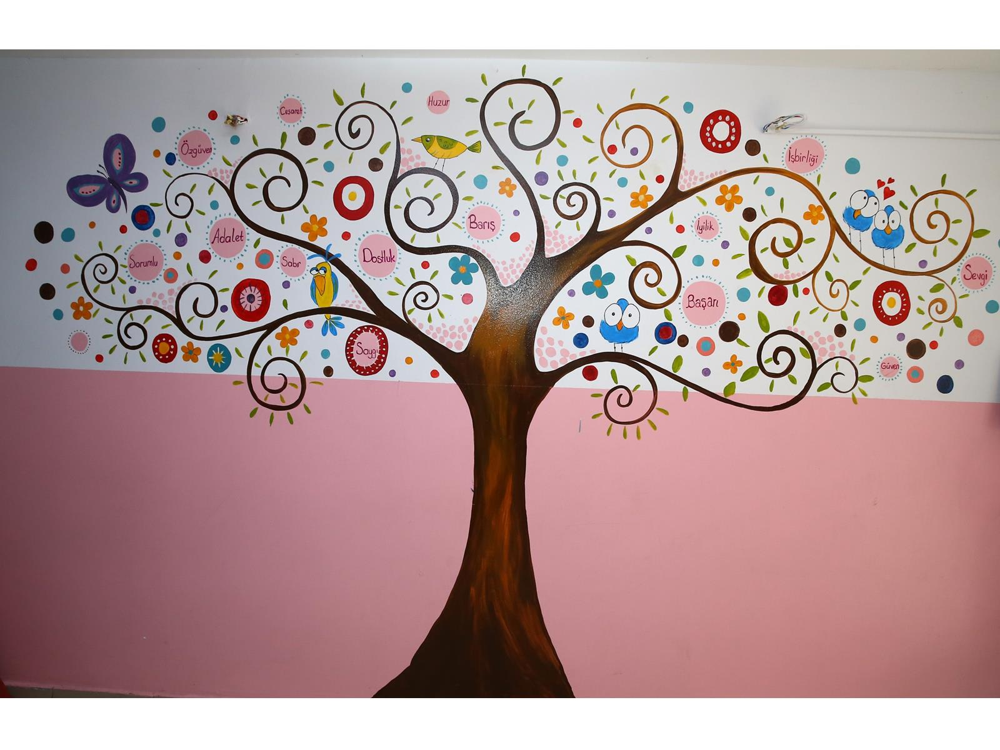 Huzur
Cesaret
Özgüven
İşbirliği
Barış
İyilik
Adalet
Dostluk
Sorumlu
Sabır
Sevgi
Başarı
Saygı
Güven